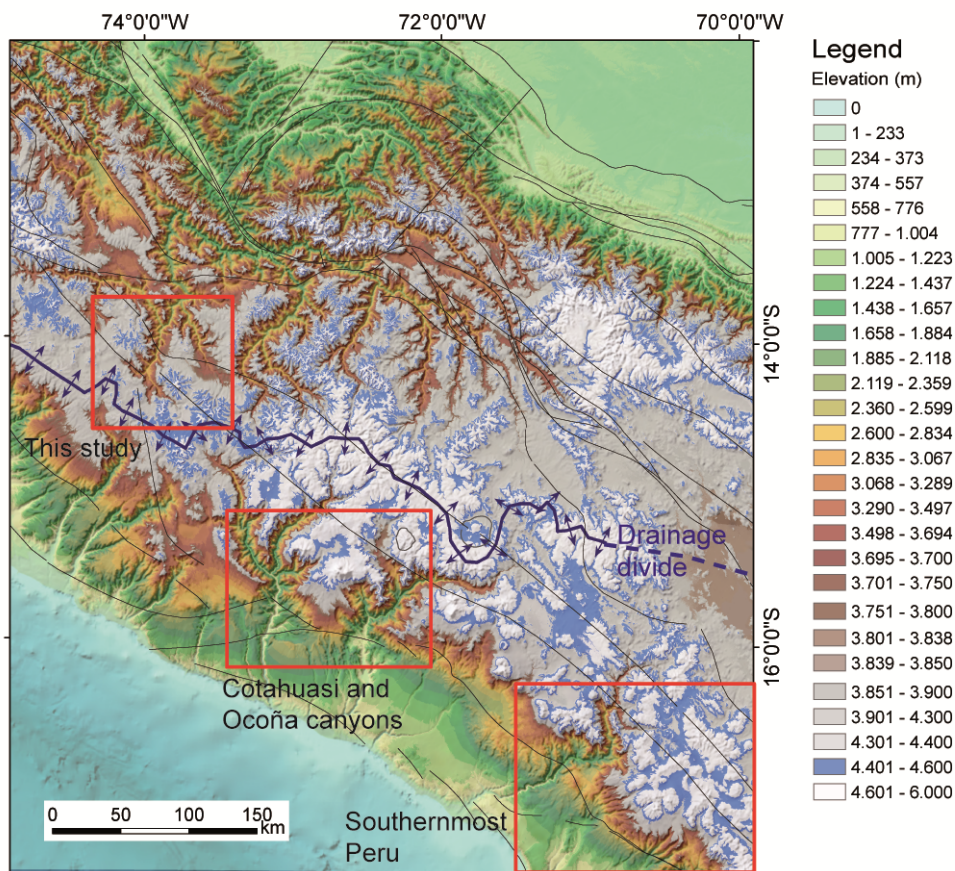 74°0'0"W
72°0'0"W
70°0'0"W
14°0'0"S
16°0'0"S
This study
Drainage
divide
Cotahuasi and
Ocoña canyons
Southernmost
Peru
0 50 100 150
km
Legend
Elevation (m)
0
1 - 233
234 - 373
374 - 557
558 - 776
777 - 1.004
1.005 - 1.223
1.224 - 1.437
1.438 - 1.657
1.658 - 1.884
1.885 - 2.118
2.119 - 2.359
2.360 - 2.599
2.600 - 2.834
2.835 - 3.067
3.068 - 3.289
3.290 - 3.497
3.498 - 3.694
3.695 - 3.700
3.701 - 3.750
3.751 - 3.800
3.801 - 3.838
3.839 - 3.850
3.851 - 3.900
3.901 - 4.300
4.301 - 4.400
4.401 - 4.600
4.601 - 6.000